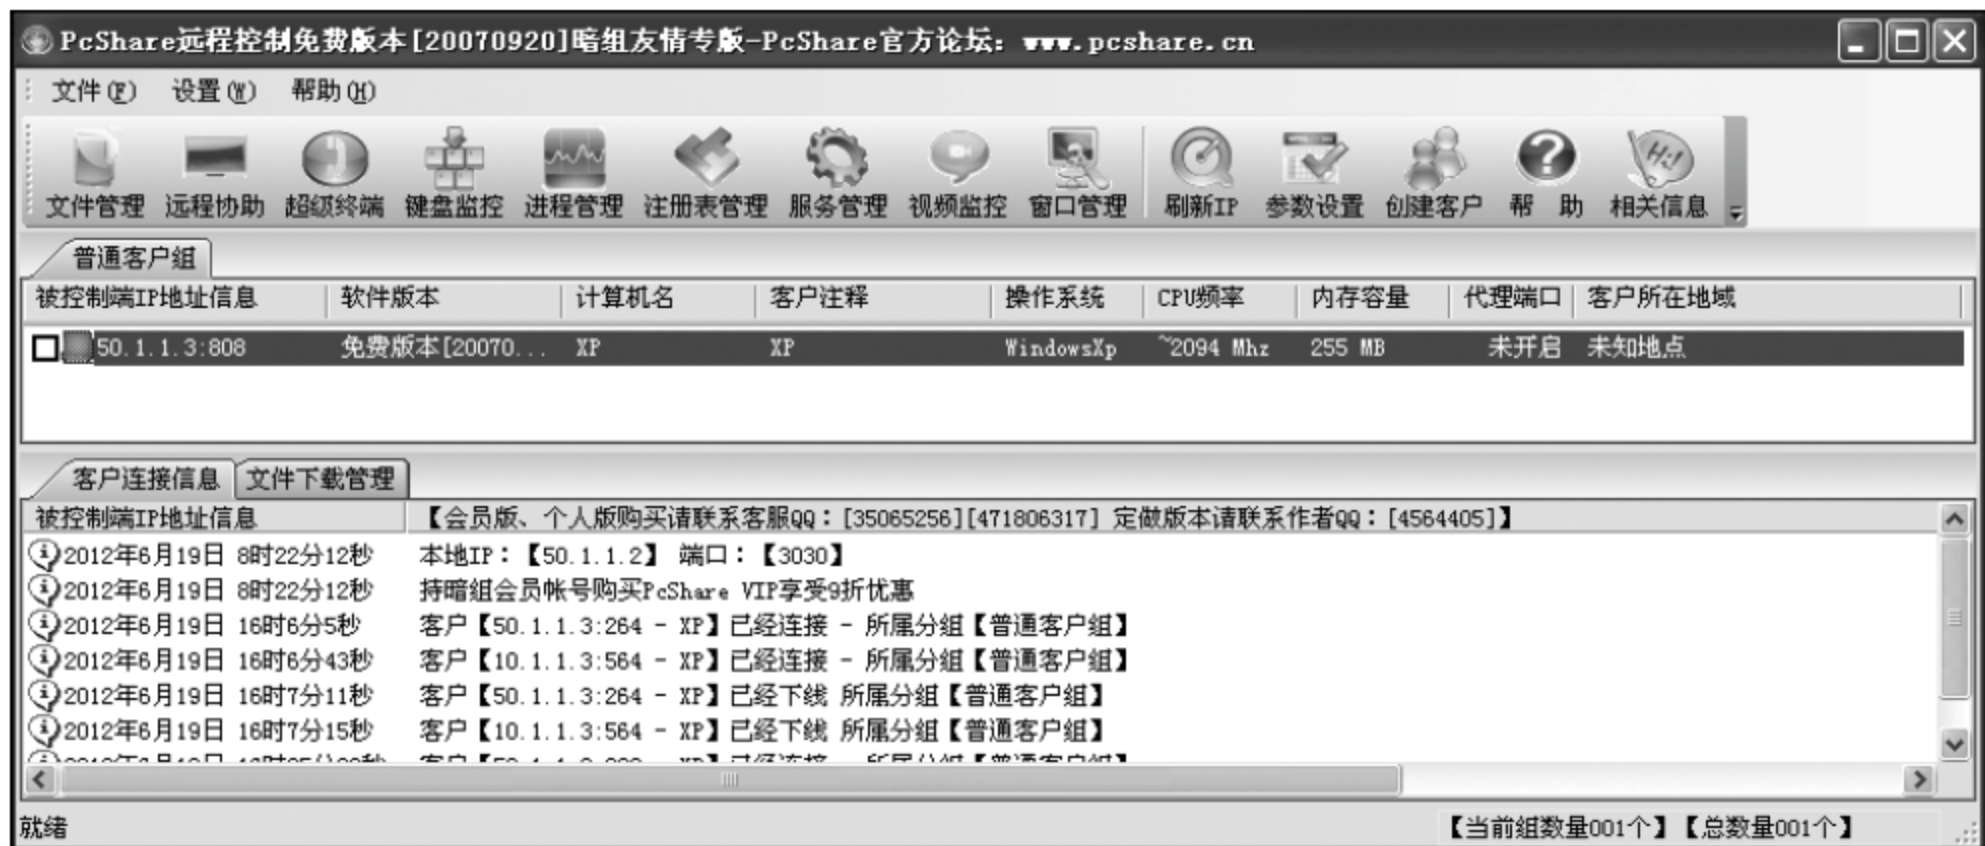 PcShare远程控制免费版本[20070920]暗组友情专版-PcShare官方论坛: www.pcshare.cn
文件(F) 设置(W) 帮助(H)
Hi!
文件管理 远程协助 超级终端 键盘监控 进程管理 注册表管理 服务管理 视频监控 窗口管理 刷新IP 参数设置 创建客户 帮 助 相关信息
普通客户组
被控制端IP地址信息 软件版本 计算机名 客户注释 操作系统 CPU频率 内存容量 代理端口 客户所在地域
50.1.1.3:808 免费版本[20070... XP XP WindowsXp ~2094 Mhz 255 MB 未开启 未知地点
客户连接信息 文件下载管理
被控制端IP地址信息 【会员版、个人版购买请联系客服QQ：[35065256][471806317] 定做版本请联系作者QQ：[4564405]】
2012年6月19日 8时22分12秒 本地IP：【50.1.1.2】 端口：【3030】
2012年6月19日 8时22分12秒 持暗组会员帐号购买PcShare VIP享受9折优惠
2012年6月19日 16时6分5秒 客户【50.1.1.3:264 - XP】已经连接 - 所属分组【普通客户组】
2012年6月19日 16时6分43秒 客户【10.1.1.3:564 - XP】已经连接 - 所属分组【普通客户组】
2012年6月19日 16时7分11秒 客户【50.1.1.3:264 - XP】已经下线 所属分组【普通客户组】
2012年6月19日 16时7分15秒 客户【10.1.1.3:564 - XP】已经下线 所属分组【普通客户组】
就绪 【当前组数量001个】【总数量001个】